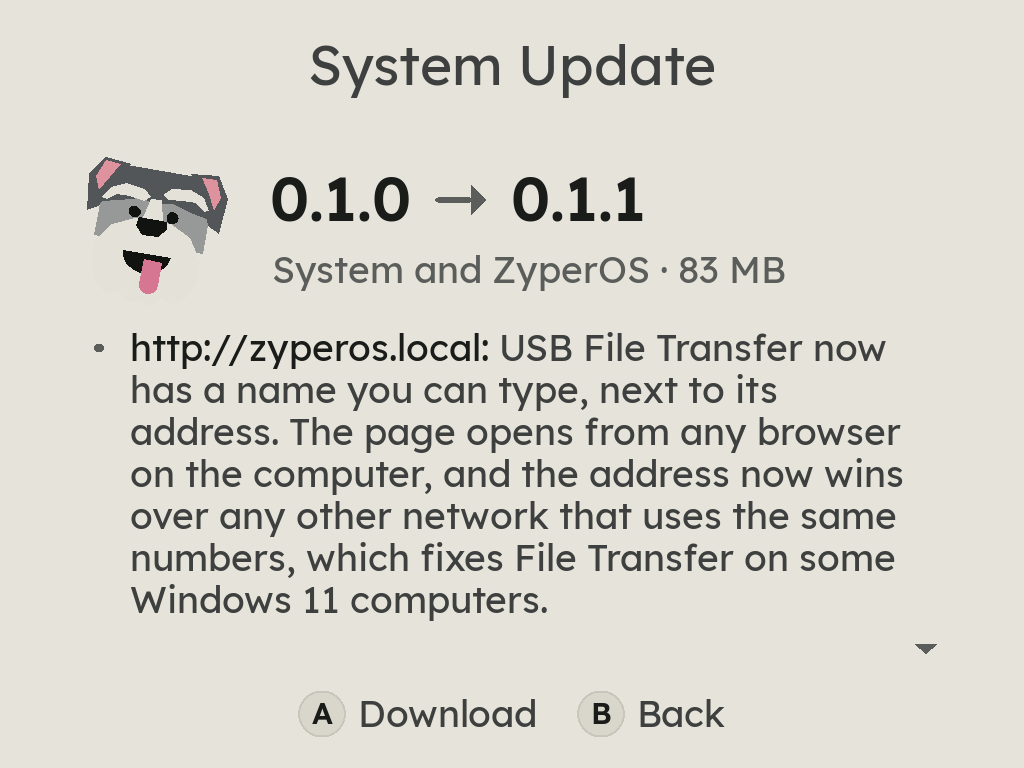 System Update
0.1.0 → 0.1.1
System and ZyperOS · 83 MB
• http://zyperos.local: USB File Transfer now
has a name you can type, next to its
address. The page opens from any browser
on the computer, and the address now wins
over any other network that uses the same
numbers, which fixes File Transfer on some
Windows 11 computers.
A Download B Back